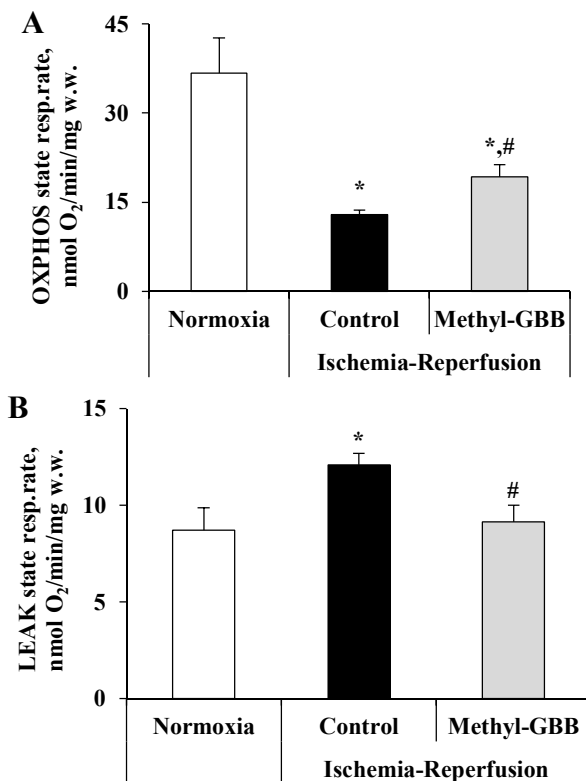 A
OXPHOS state resp.rate,
nmol O₂/min/mg w.w.
45
30
15
0
*
*,#
Normoxia
Control
Methyl-GBB
Ischemia-Reperfusion
B
LEAK state resp.rate,
nmol O₂/min/mg w.w.
15
10
5
0
*
#
Normoxia
Control
Methyl-GBB
Ischemia-Reperfusion